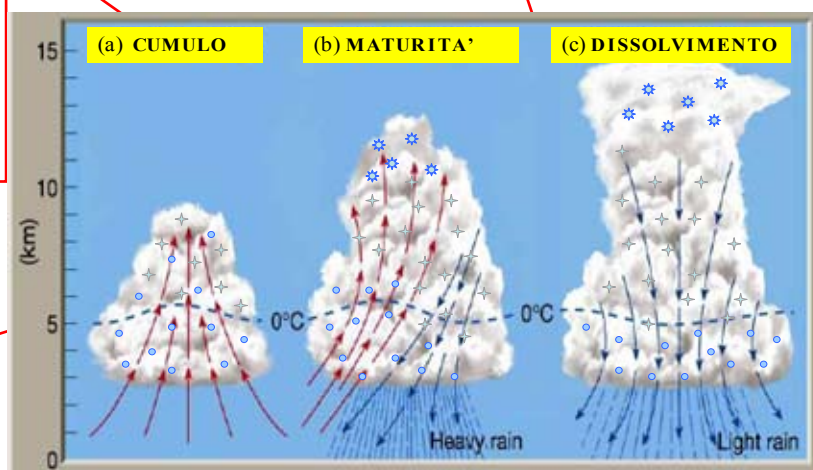 (a) CUMULO
(b) MATURITA’
(c) DISSOLVIMENTO
15
10
(km)
5
0
0°C
0°C
Heavy rain
Light rain